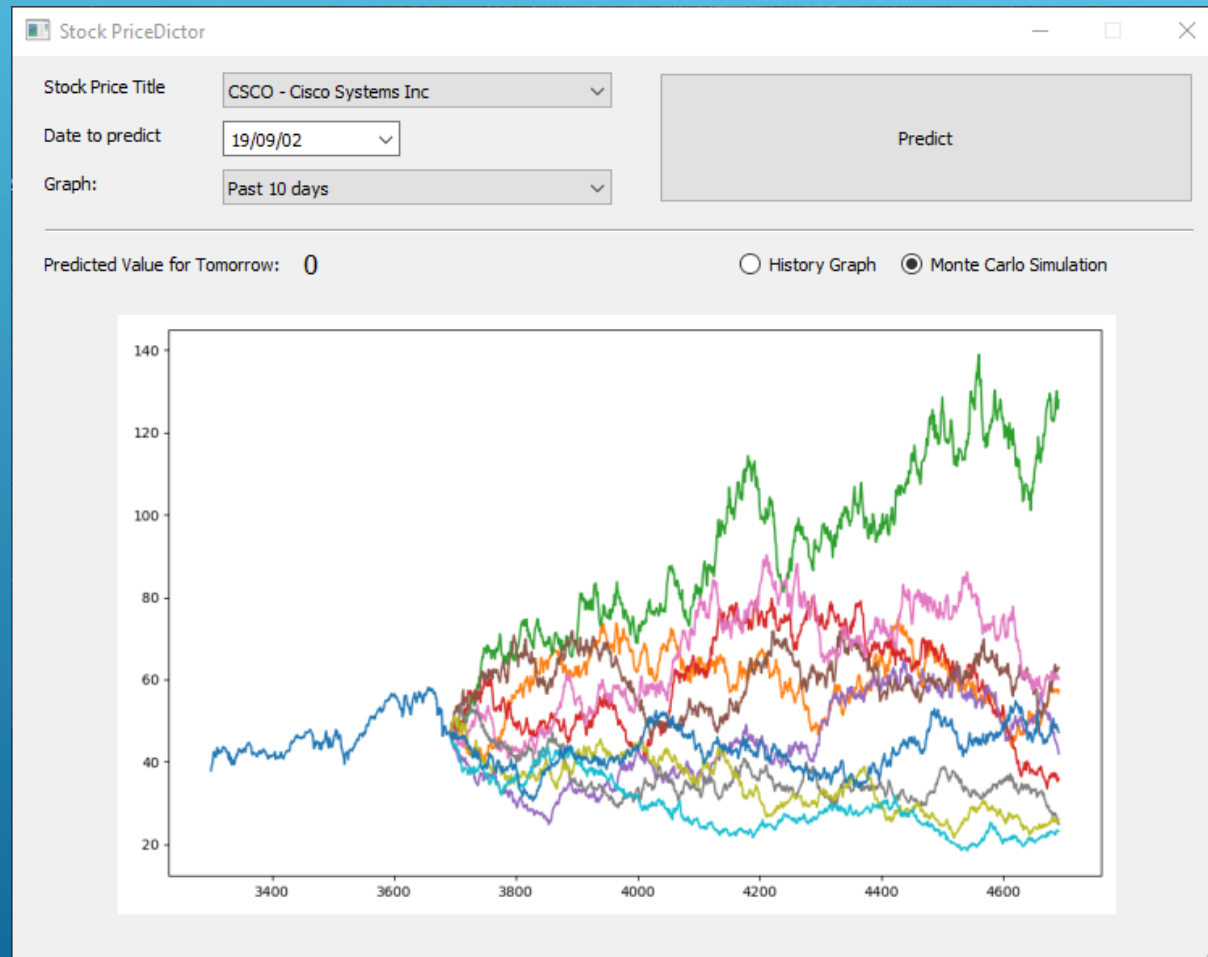 Stock PriceDictor
Stock Price Title
CSCO - Cisco Systems Inc
Predict
Date to predict
19/09/02
Graph:
Past 10 days
Predicted Value for Tomorrow: 0
History Graph
Monte Carlo Simulation
140
120
100
80
60
40
20
3400 3600 3800 4000 4200 4400 4600